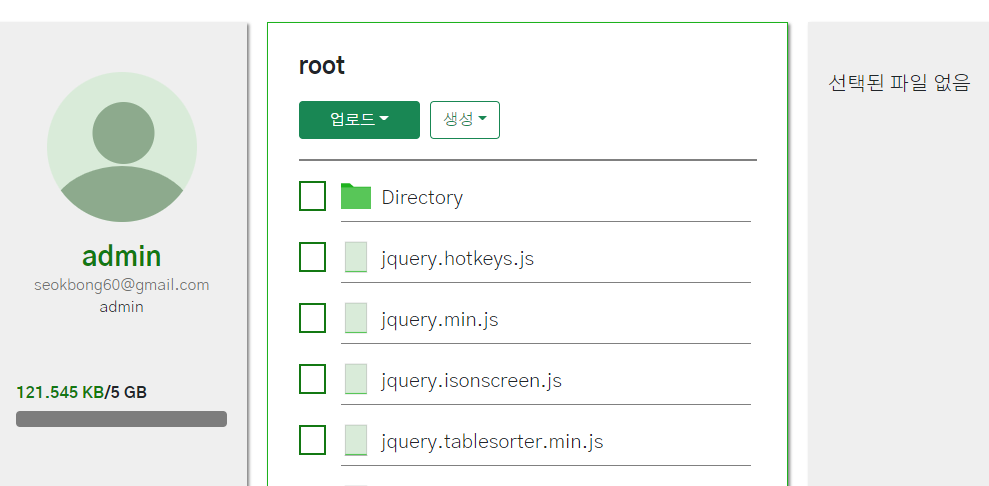 admin
seokbong60@gmail.com
admin
121.545 KB/5 GB
root
업로드 생성
Directory
jquery.hotkeys.js
jquery.min.js
jquery.isonscreen.js
jquery.tablesorter.min.js
선택된 파일 없음